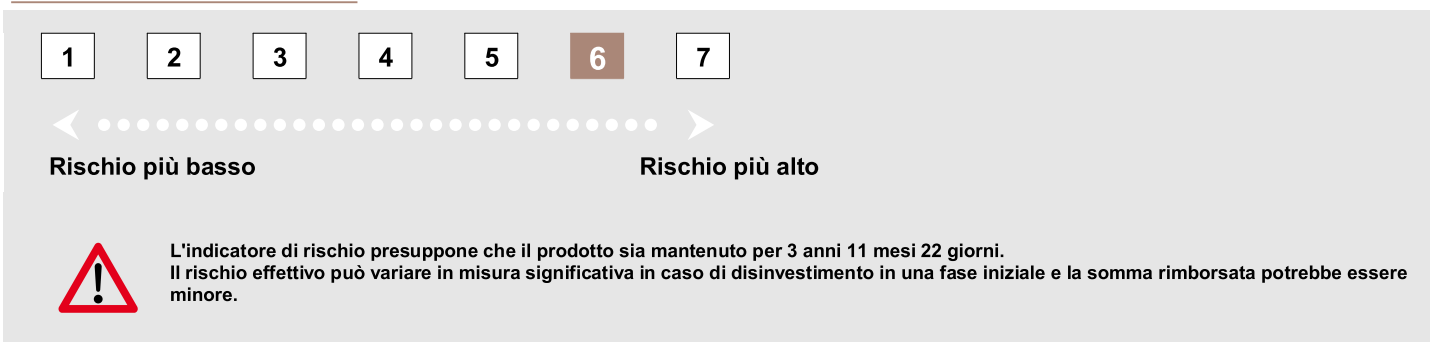 1 2 3 4 5 6 7
Rischio più basso Rischio più alto
L'indicatore di rischio presuppone che il prodotto sia mantenuto per 3 anni 11 mesi 22 giorni.
Il rischio effettivo può variare in misura significativa in caso di disinvestimento in una fase iniziale e la somma rimborsata potrebbe essere
minore.